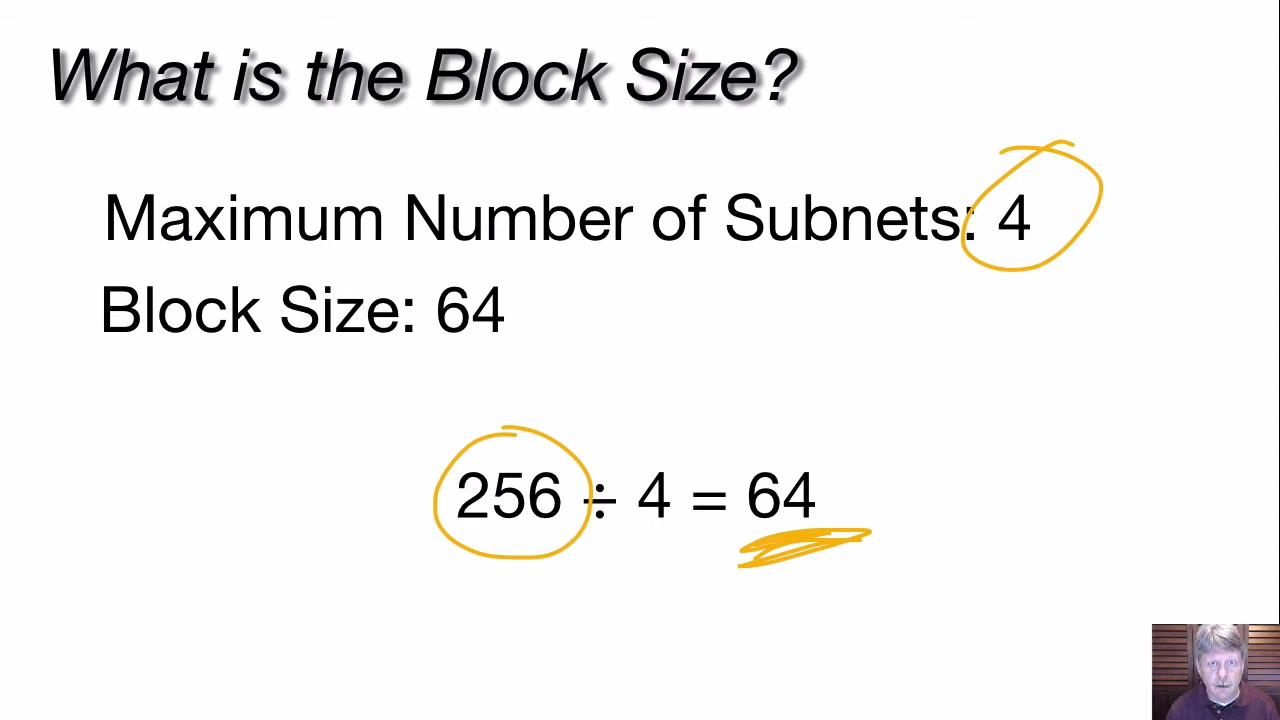 What is the Block Size?
Maximum Number of Subnets: 4
Block Size: 64
256 ÷ 4 = 64